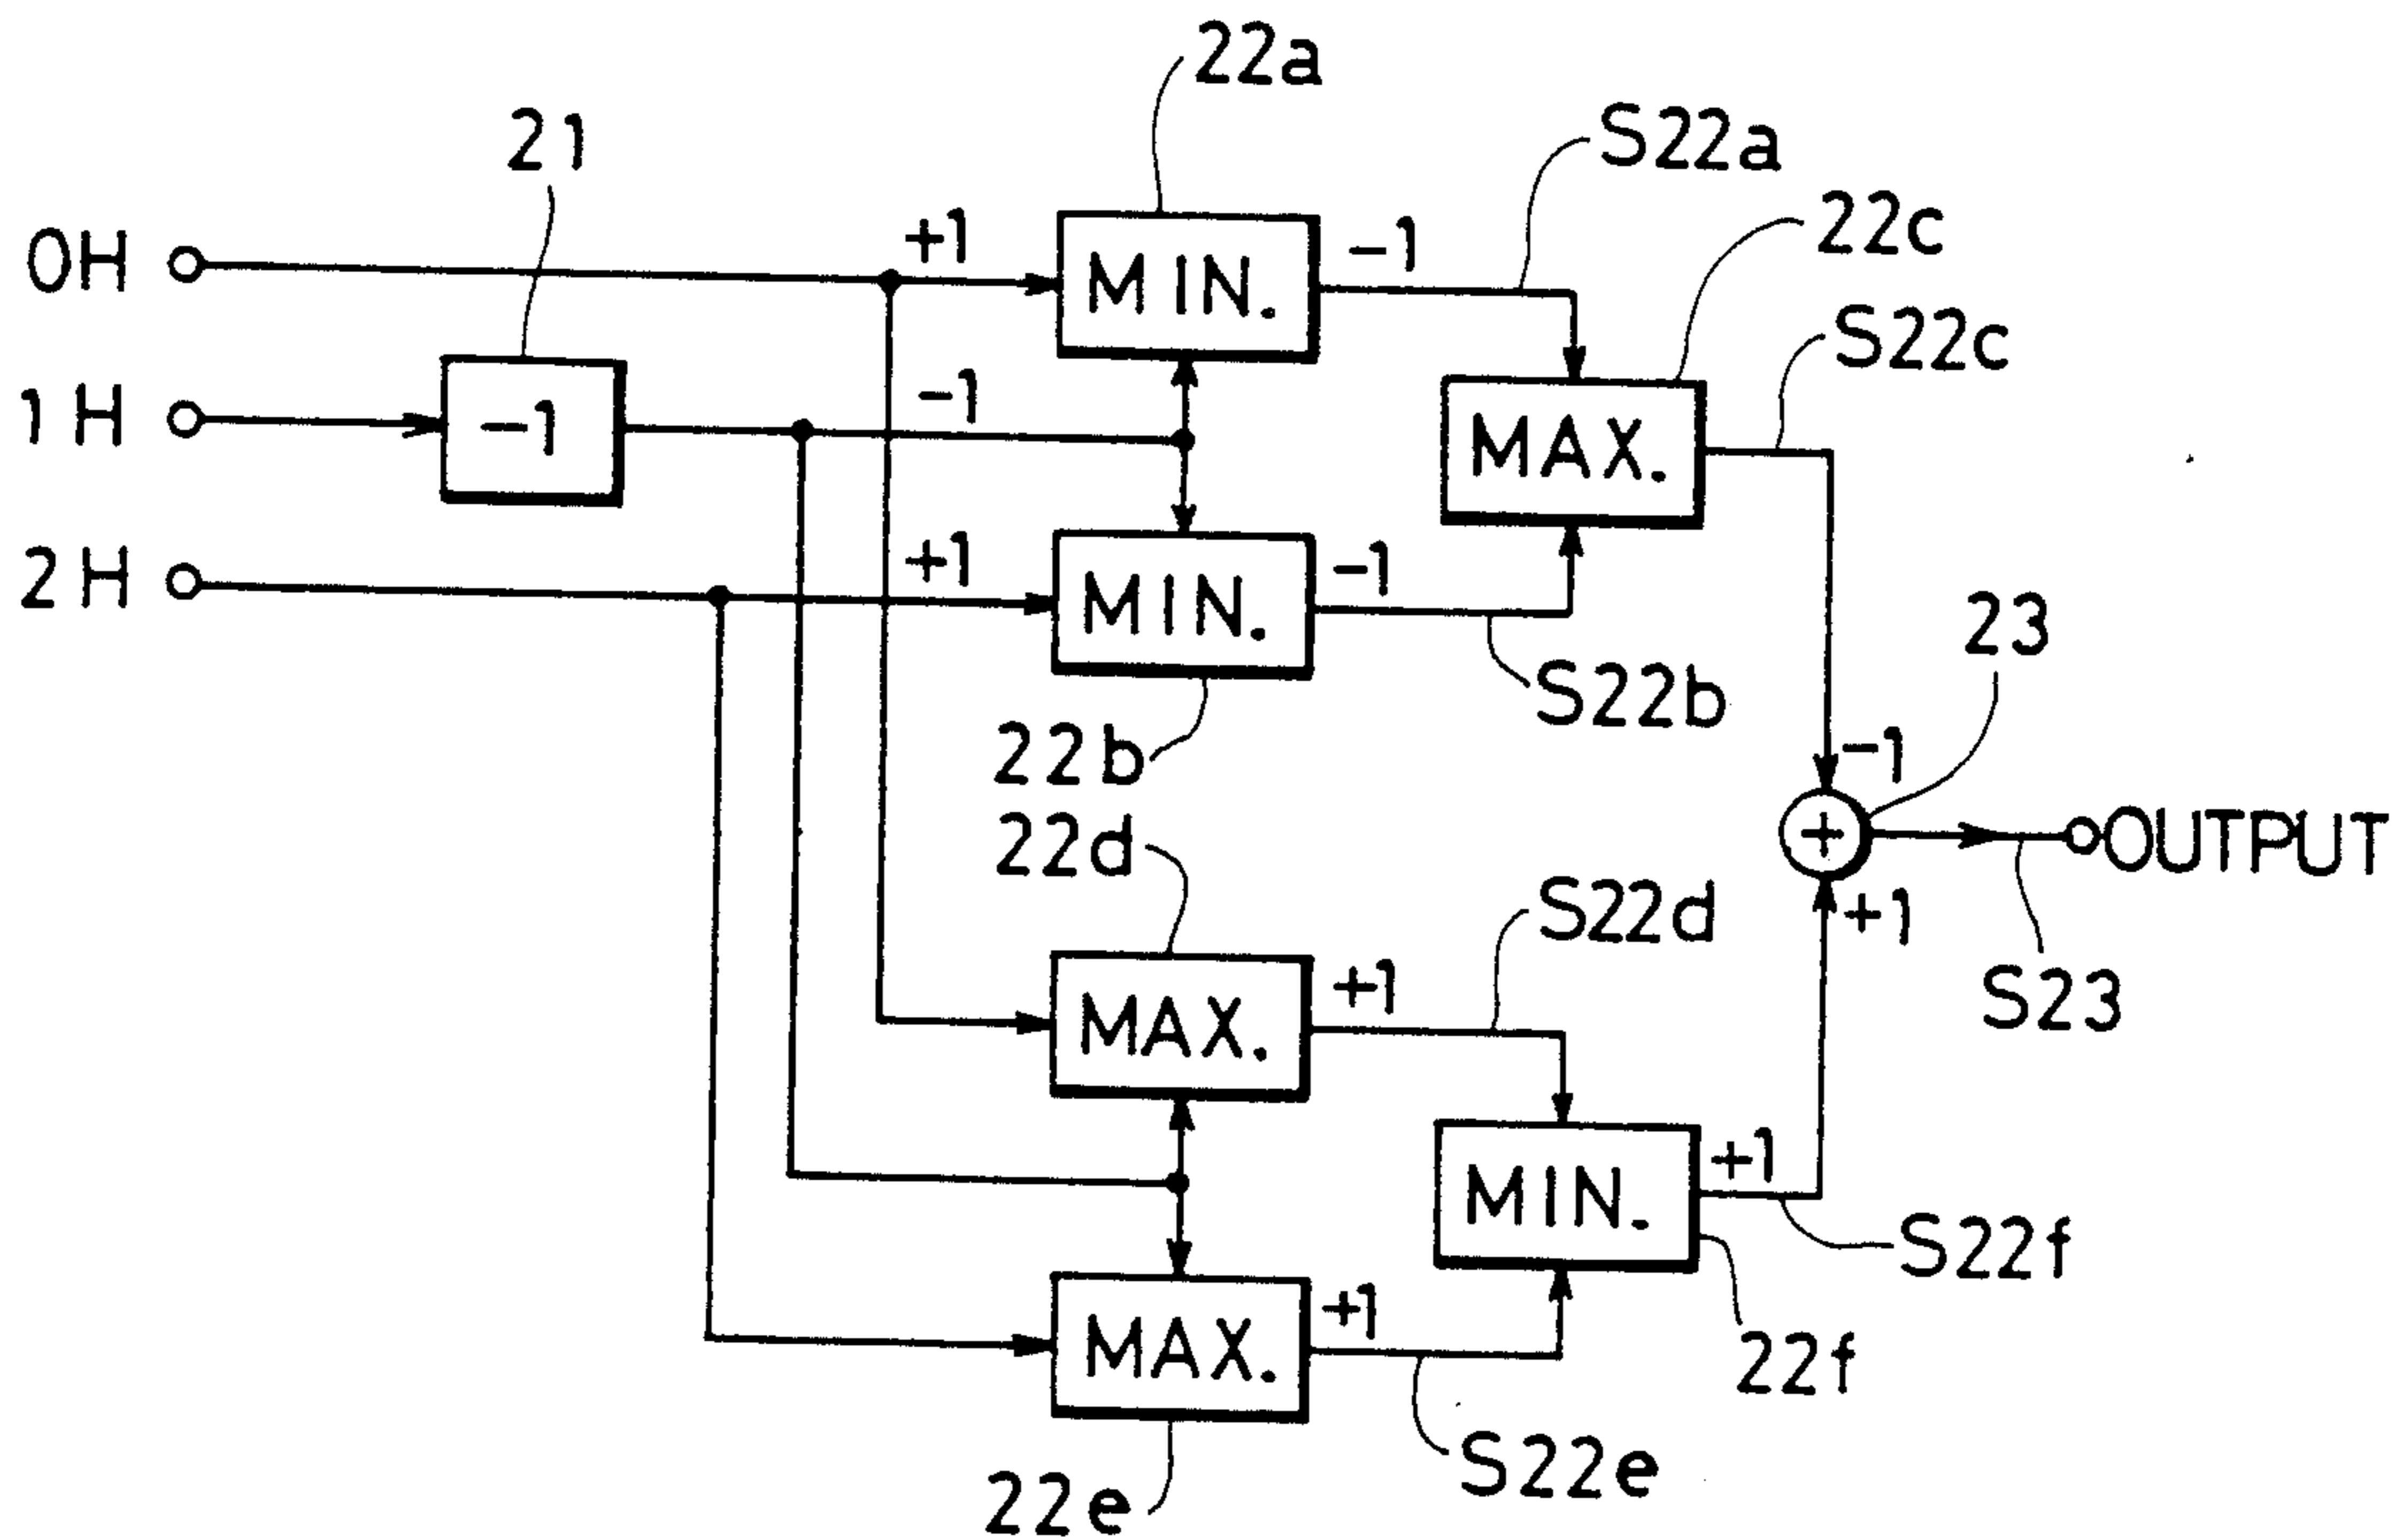 22a
21
S22a
22c
0H
+1
MIN.
-1
S22c
1H
-1
-1
MAX.
2H
+1
MIN.
-1
23
S22b
22b
-1
22d
+
OUTPUT
S22d
+1
+1
S23
MAX.
+1
MIN.
S22f
+1
MAX.
22f
S22e
22e